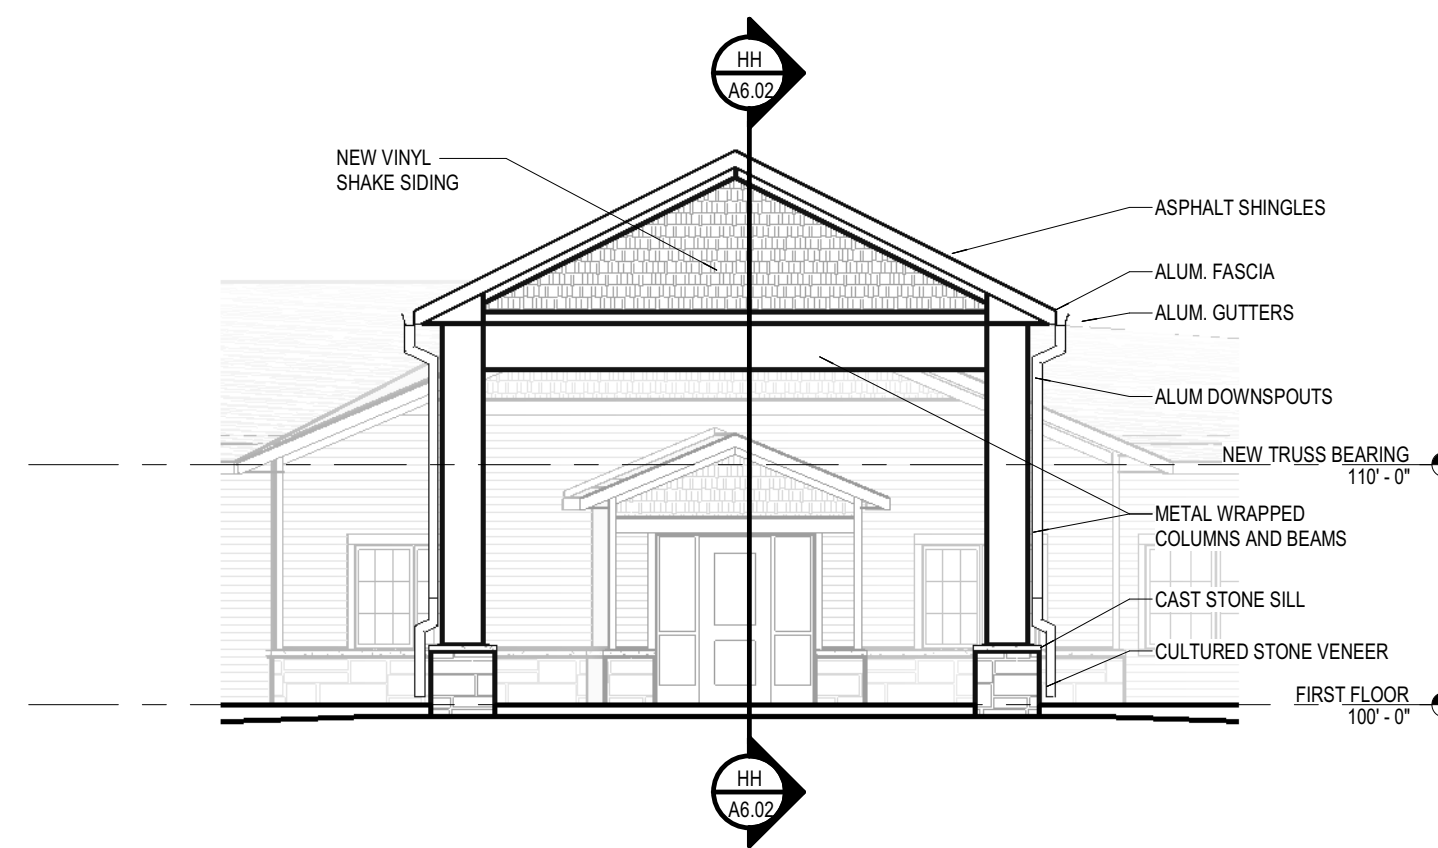 HH
A6.02
NEW VINYL
SHAKE SIDING
ASPHALT SHINGLES
ALUM. FASCIA
ALUM. GUTTERS
ALUM DOWNSPOUTS
NEW TRUSS BEARING
110' - 0"
METAL WRAPPED
COLUMNS AND BEAMS
CAST STONE SILL
CULTURED STONE VENEER
FIRST FLOOR
100' - 0"
HH
A6.02